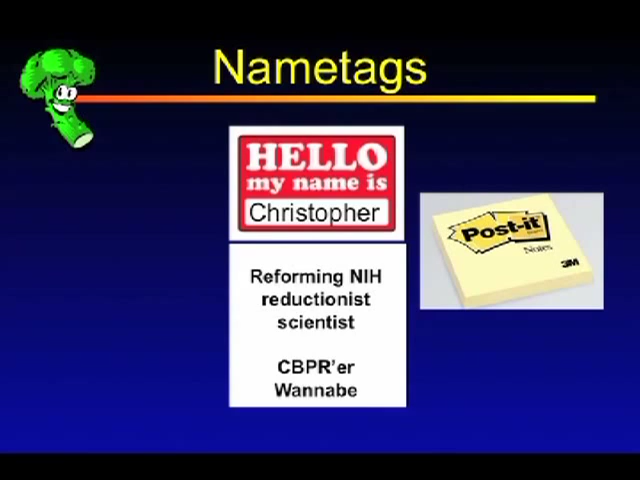 Nametags
HELLO
my name is
Christopher
Post-it
Notes
3M
Reforming NIH
reductionist
scientist
CBPR'er
Wannabe